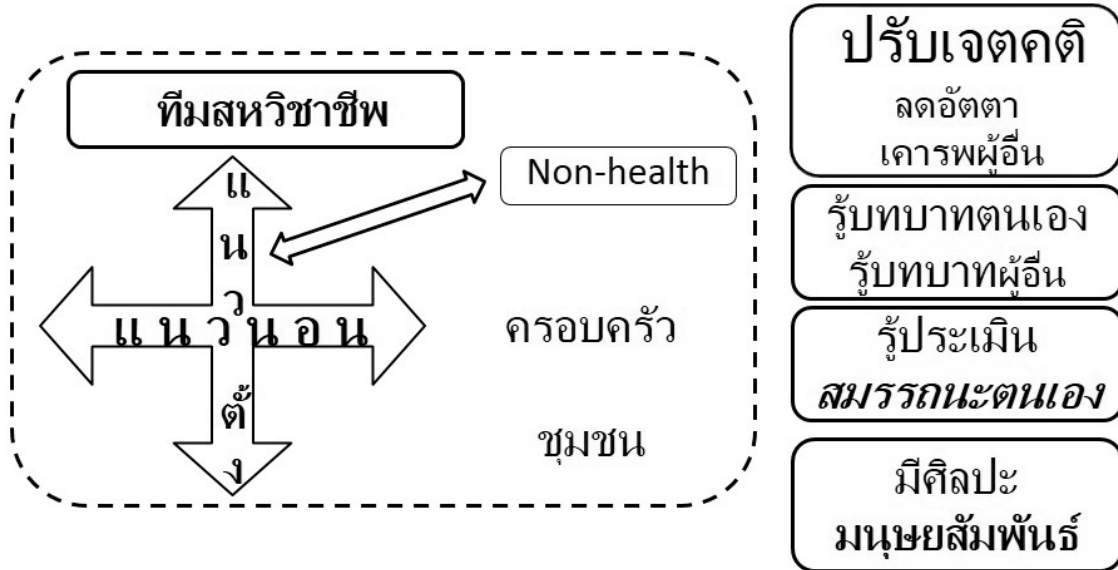 ทีมสหวิชาชีพ
Non-health
แนวตั้ง
แนวนอน
ครอบครัว
ชุมชน
ปรับเจตคติ
ลดอัตตา
เคารพผู้อื่น
รู้บทบาทตนเอง
รู้บทบาทผู้อื่น
รู้ประเมิน
สมรรถนะตนเอง
มีศิลปะ
มนุษยสัมพันธ์